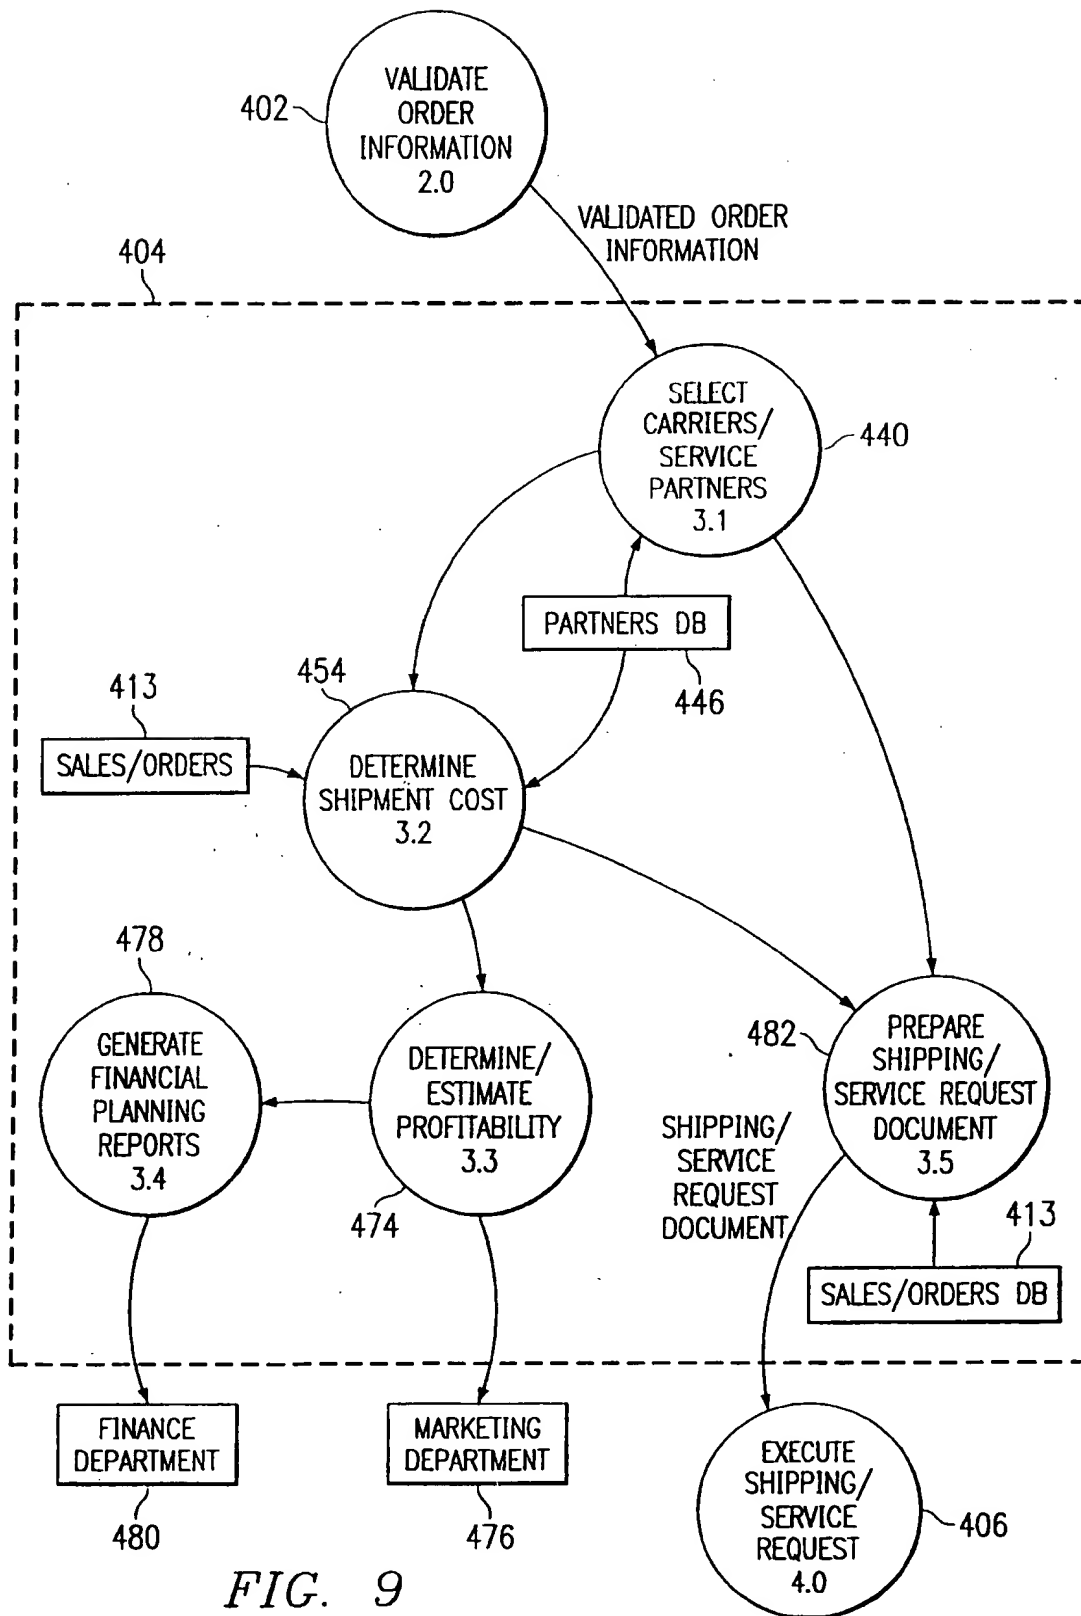 VALIDATE
ORDER
INFORMATION
2.0
402
VALIDATED ORDER
INFORMATION
404
SELECT
CARRIERS/
SERVICE
PARTNERS
3.1
440
PARTNERS DB
446
454
413
SALES/ORDERS
DETERMINE
SHIPMENT COST
3.2
478
GENERATE
FINANCIAL
PLANNING
REPORTS
3.4
DETERMINE/
ESTIMATE
PROFITABILITY
3.3
474
482
PREPARE
SHIPPING/
SERVICE REQUEST
DOCUMENT
3.5
SHIPPING/
SERVICE
REQUEST
DOCUMENT
413
SALES/ORDERS DB
FINANCE
DEPARTMENT
480
MARKETING
DEPARTMENT
476
EXECUTE
SHIPPING/
SERVICE
REQUEST
4.0
406
FIG. 9